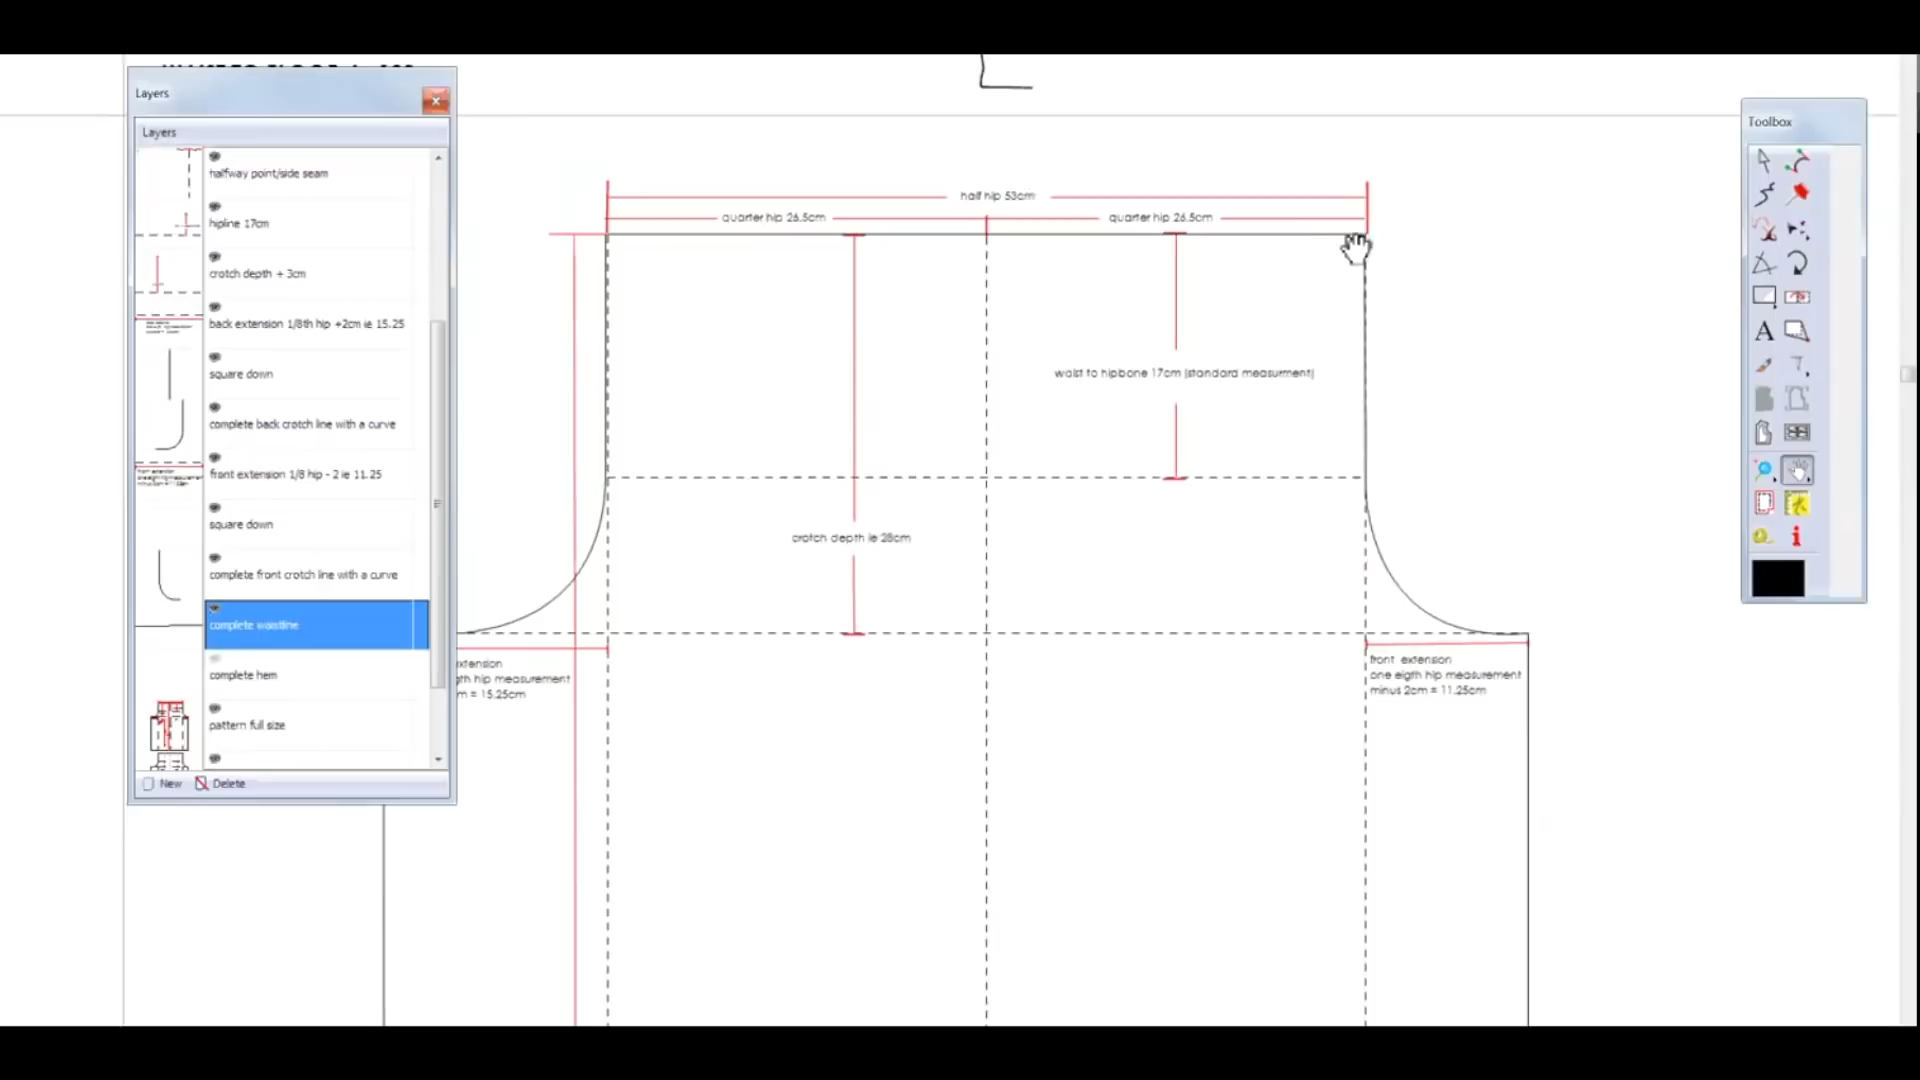 Layers
Layers
halfway point/side seam
hipline 17cm
crotch depth + 3cm
back extension 1/8th hip +2cm ie 15.25
square down
complete back crotch line with a curve
front extension 1/8 hip - 2 ie 11.25
square down
complete front crotch line with a curve
complete waistline
complete hem
pattern full size
New
Delete
half hip 53cm
quarter hip 26.5cm
quarter hip 26.5cm
waist to hipbone 17cm (standard measurment)
crotch depth ie 28cm
extension
gth hip measurement
m = 15.25cm
front extension
one eigth hip measurement
minus 2cm = 11.25cm
Toolbox